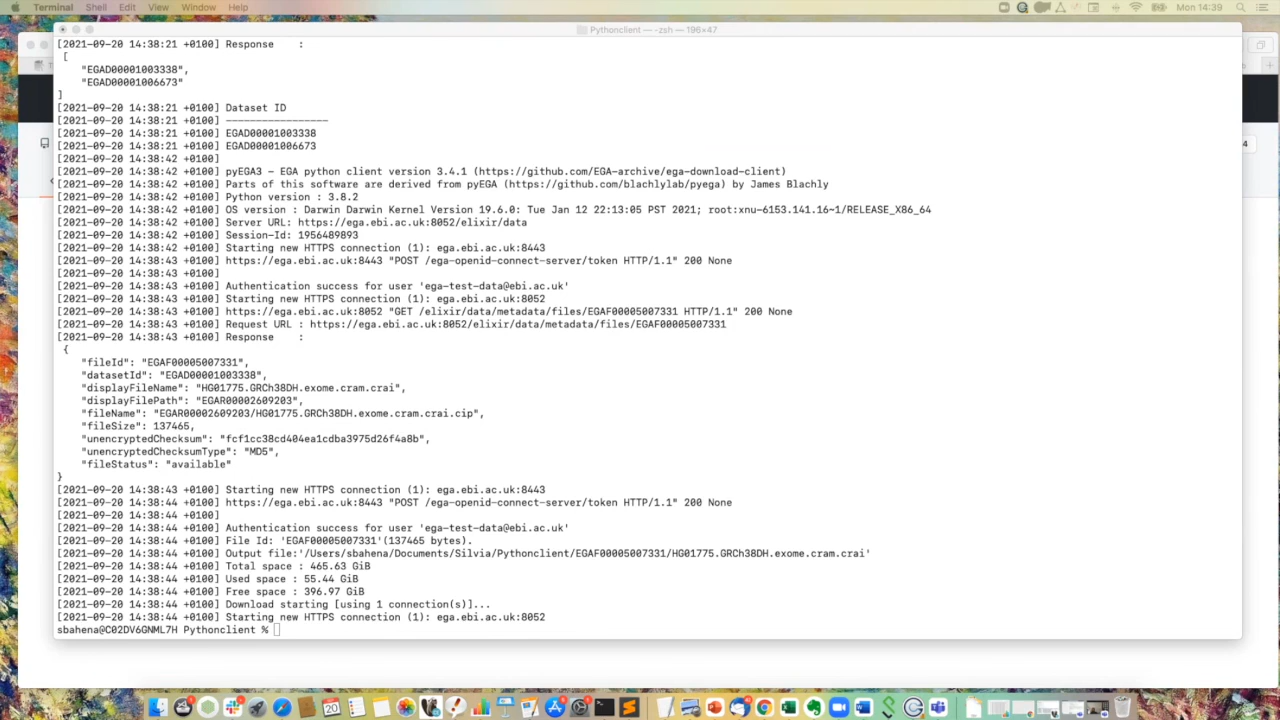 Terminal Shell Edit View Window Help Mon 14:39
Pythonclient — -zsh — 196×47
[2021-09-20 14:38:21 +0100] Response :
[
"EGAD00001003338",
"EGAD00001006673"
]
[2021-09-20 14:38:21 +0100] Dataset ID
[2021-09-20 14:38:21 +0100] -----------------
[2021-09-20 14:38:21 +0100] EGAD00001003338
[2021-09-20 14:38:21 +0100] EGAD00001006673
[2021-09-20 14:38:42 +0100]
[2021-09-20 14:38:42 +0100] pyEGA3 - EGA python client version 3.4.1 (https://github.com/EGA-archive/ega-download-client)
[2021-09-20 14:38:42 +0100] Parts of this software are derived from pyEGA (https://github.com/blachlylab/pyega) by James Blachly
[2021-09-20 14:38:42 +0100] Python version : 3.8.2
[2021-09-20 14:38:42 +0100] OS version : Darwin Darwin Kernel Version 19.6.0: Tue Jan 12 22:13:05 PST 2021; root:xnu-6153.141.16~1/RELEASE_X86_64
[2021-09-20 14:38:42 +0100] Server URL: https://ega.ebi.ac.uk:8052/elixir/data
[2021-09-20 14:38:42 +0100] Session-Id: 1956489893
[2021-09-20 14:38:42 +0100] Starting new HTTPS connection (1): ega.ebi.ac.uk:8443
[2021-09-20 14:38:43 +0100] https://ega.ebi.ac.uk:8443 "POST /ega-openid-connect-server/token HTTP/1.1" 200 None
[2021-09-20 14:38:43 +0100]
[2021-09-20 14:38:43 +0100] Authentication success for user 'ega-test-data@ebi.ac.uk'
[2021-09-20 14:38:43 +0100] Starting new HTTPS connection (1): ega.ebi.ac.uk:8052
[2021-09-20 14:38:43 +0100] https://ega.ebi.ac.uk:8052 "GET /elixir/data/metadata/files/EGAF00005007331 HTTP/1.1" 200 None
[2021-09-20 14:38:43 +0100] Request URL : https://ega.ebi.ac.uk:8052/elixir/data/metadata/files/EGAF00005007331
[2021-09-20 14:38:43 +0100] Response :
{
"fileId": "EGAF00005007331",
"datasetId": "EGAD00001003338",
"displayFileName": "HG01775.GRCh38DH.exome.cram.crai",
"displayFilePath": "EGAR00002609203",
"fileName": "EGAR00002609203/HG01775.GRCh38DH.exome.cram.crai.cip",
"fileSize": 137465,
"unencryptedChecksum": "fcf1cc38cd404ea1cdba3975d26f4a8b",
"unencryptedChecksumType": "MD5",
"fileStatus": "available"
}
[2021-09-20 14:38:43 +0100] Starting new HTTPS connection (1): ega.ebi.ac.uk:8443
[2021-09-20 14:38:44 +0100] https://ega.ebi.ac.uk:8443 "POST /ega-openid-connect-server/token HTTP/1.1" 200 None
[2021-09-20 14:38:44 +0100]
[2021-09-20 14:38:44 +0100] Authentication success for user 'ega-test-data@ebi.ac.uk'
[2021-09-20 14:38:44 +0100] File Id: 'EGAF00005007331'(137465 bytes).
[2021-09-20 14:38:44 +0100] Output file:'/Users/sbahena/Documents/Silvia/Pythonclient/EGAF00005007331/HG01775.GRCh38DH.exome.cram.crai'
[2021-09-20 14:38:44 +0100] Total space : 465.63 GiB
[2021-09-20 14:38:44 +0100] Used space : 55.44 GiB
[2021-09-20 14:38:44 +0100] Free space : 396.97 GiB
[2021-09-20 14:38:44 +0100] Download starting [using 1 connection(s)]...
[2021-09-20 14:38:44 +0100] Starting new HTTPS connection (1): ega.ebi.ac.uk:8052
sbahena@C02DV6GNML7H Pythonclient %